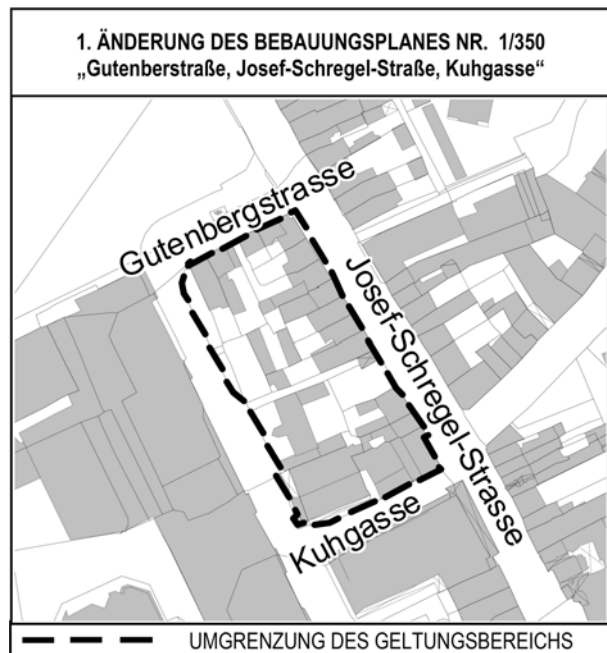 1. ÄNDERUNG DES BEBAUUNGSPLANES NR. 1/350
„Gutenberstraße, Josef-Schregel-Straße, Kuhgasse“
Gutenbergstrasse
Josef-Schregel-Strasse
Kuhgasse
UMGRENZUNG DES GELTUNGSBEREICHS